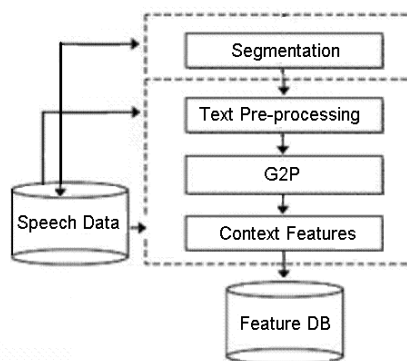 Segmentation
Text Pre-processing
G2P
Speech Data
Context Features
Feature DB